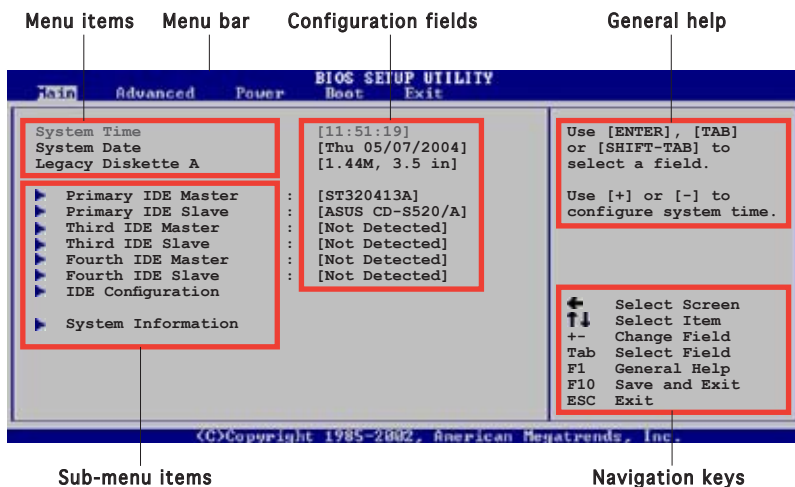 Menu items Menu bar Configuration fields General help
BIOS SETUP UTILITY
Main Advanced Power Boot Exit
System Time [11:51:19]
System Date [Thu 05/07/2004]
Legacy Diskette A [1.44M, 3.5 in]
Primary IDE Master : [ST320413A]
Primary IDE Slave : [ASUS CD-S520/A]
Third IDE Master : [Not Detected]
Third IDE Slave : [Not Detected]
Fourth IDE Master : [Not Detected]
Fourth IDE Slave : [Not Detected]
IDE Configuration
System Information
Use [ENTER], [TAB]
or [SHIFT-TAB] to
select a field.
Use [+] or [-] to
configure system time.
Select Screen
↑↓ Select Item
+- Change Field
Tab Select Field
F1 General Help
F10 Save and Exit
ESC Exit
(C)Copyright 1985-2002, American Megatrends, Inc.
Sub-menu items Navigation keys